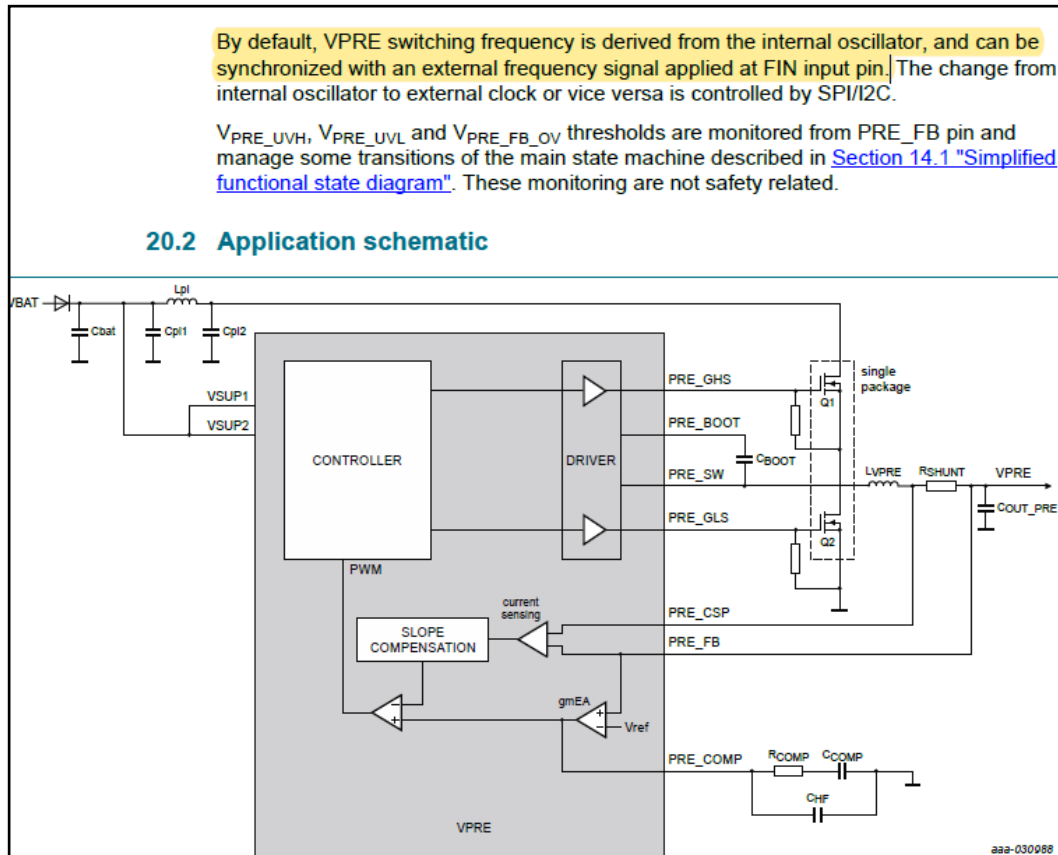 By default, VPRE switching frequency is derived from the internal oscillator, and can be
synchronized with an external frequency signal applied at FIN input pin. The change from
internal oscillator to external clock or vice versa is controlled by SPI/I2C.
VPRE_UVH, VPRE_UVL and VPRE_FB_OV thresholds are monitored from PRE_FB pin and
manage some transitions of the main state machine described in Section 14.1 "Simplified
functional state diagram". These monitoring are not safety related.
20.2 Application schematic
VBAT
Lpl
Cbat
Cpl1
Cpl2
VSUP1
VSUP2
CONTROLLER
DRIVER
PRE_GHS
PRE_BOOT
CBOOT
PRE_SW
PRE_GLS
Q1
single
package
LVPRE
RSHUNT
VPRE
COUT_PRE
Q2
PWM
current
sensing
SLOPE
COMPENSATION
PRE_CSP
PRE_FB
gmEA
+
−
Vref
−
+
PRE_COMP
RCOMP
CCOMP
CHF
VPRE
aaa-030988